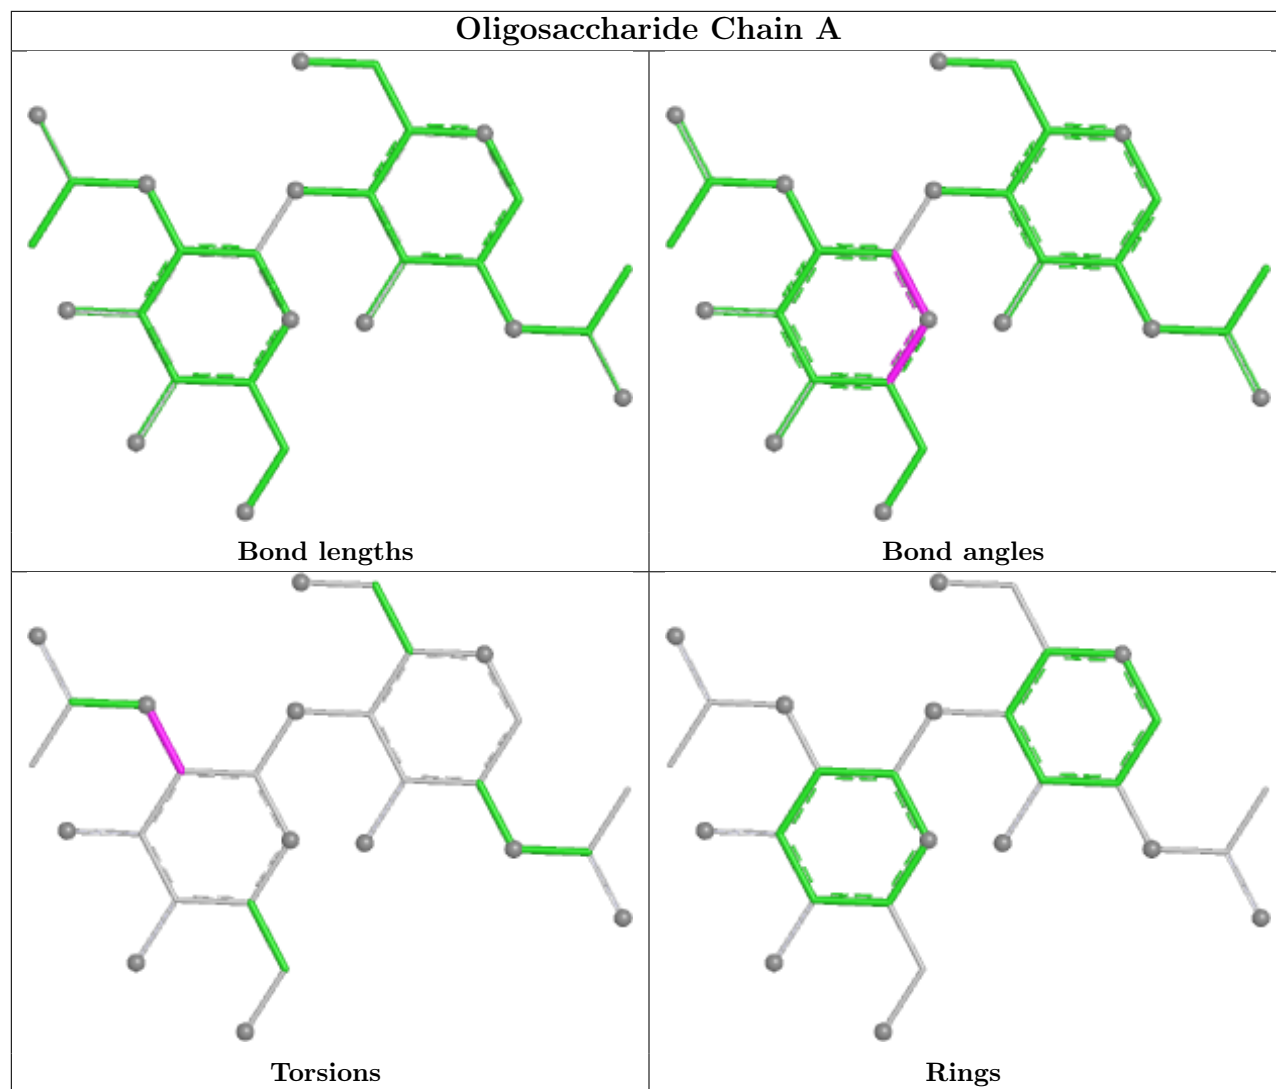 Oligosaccharide Chain A
Bond lengths
Bond angles
Torsions
Rings